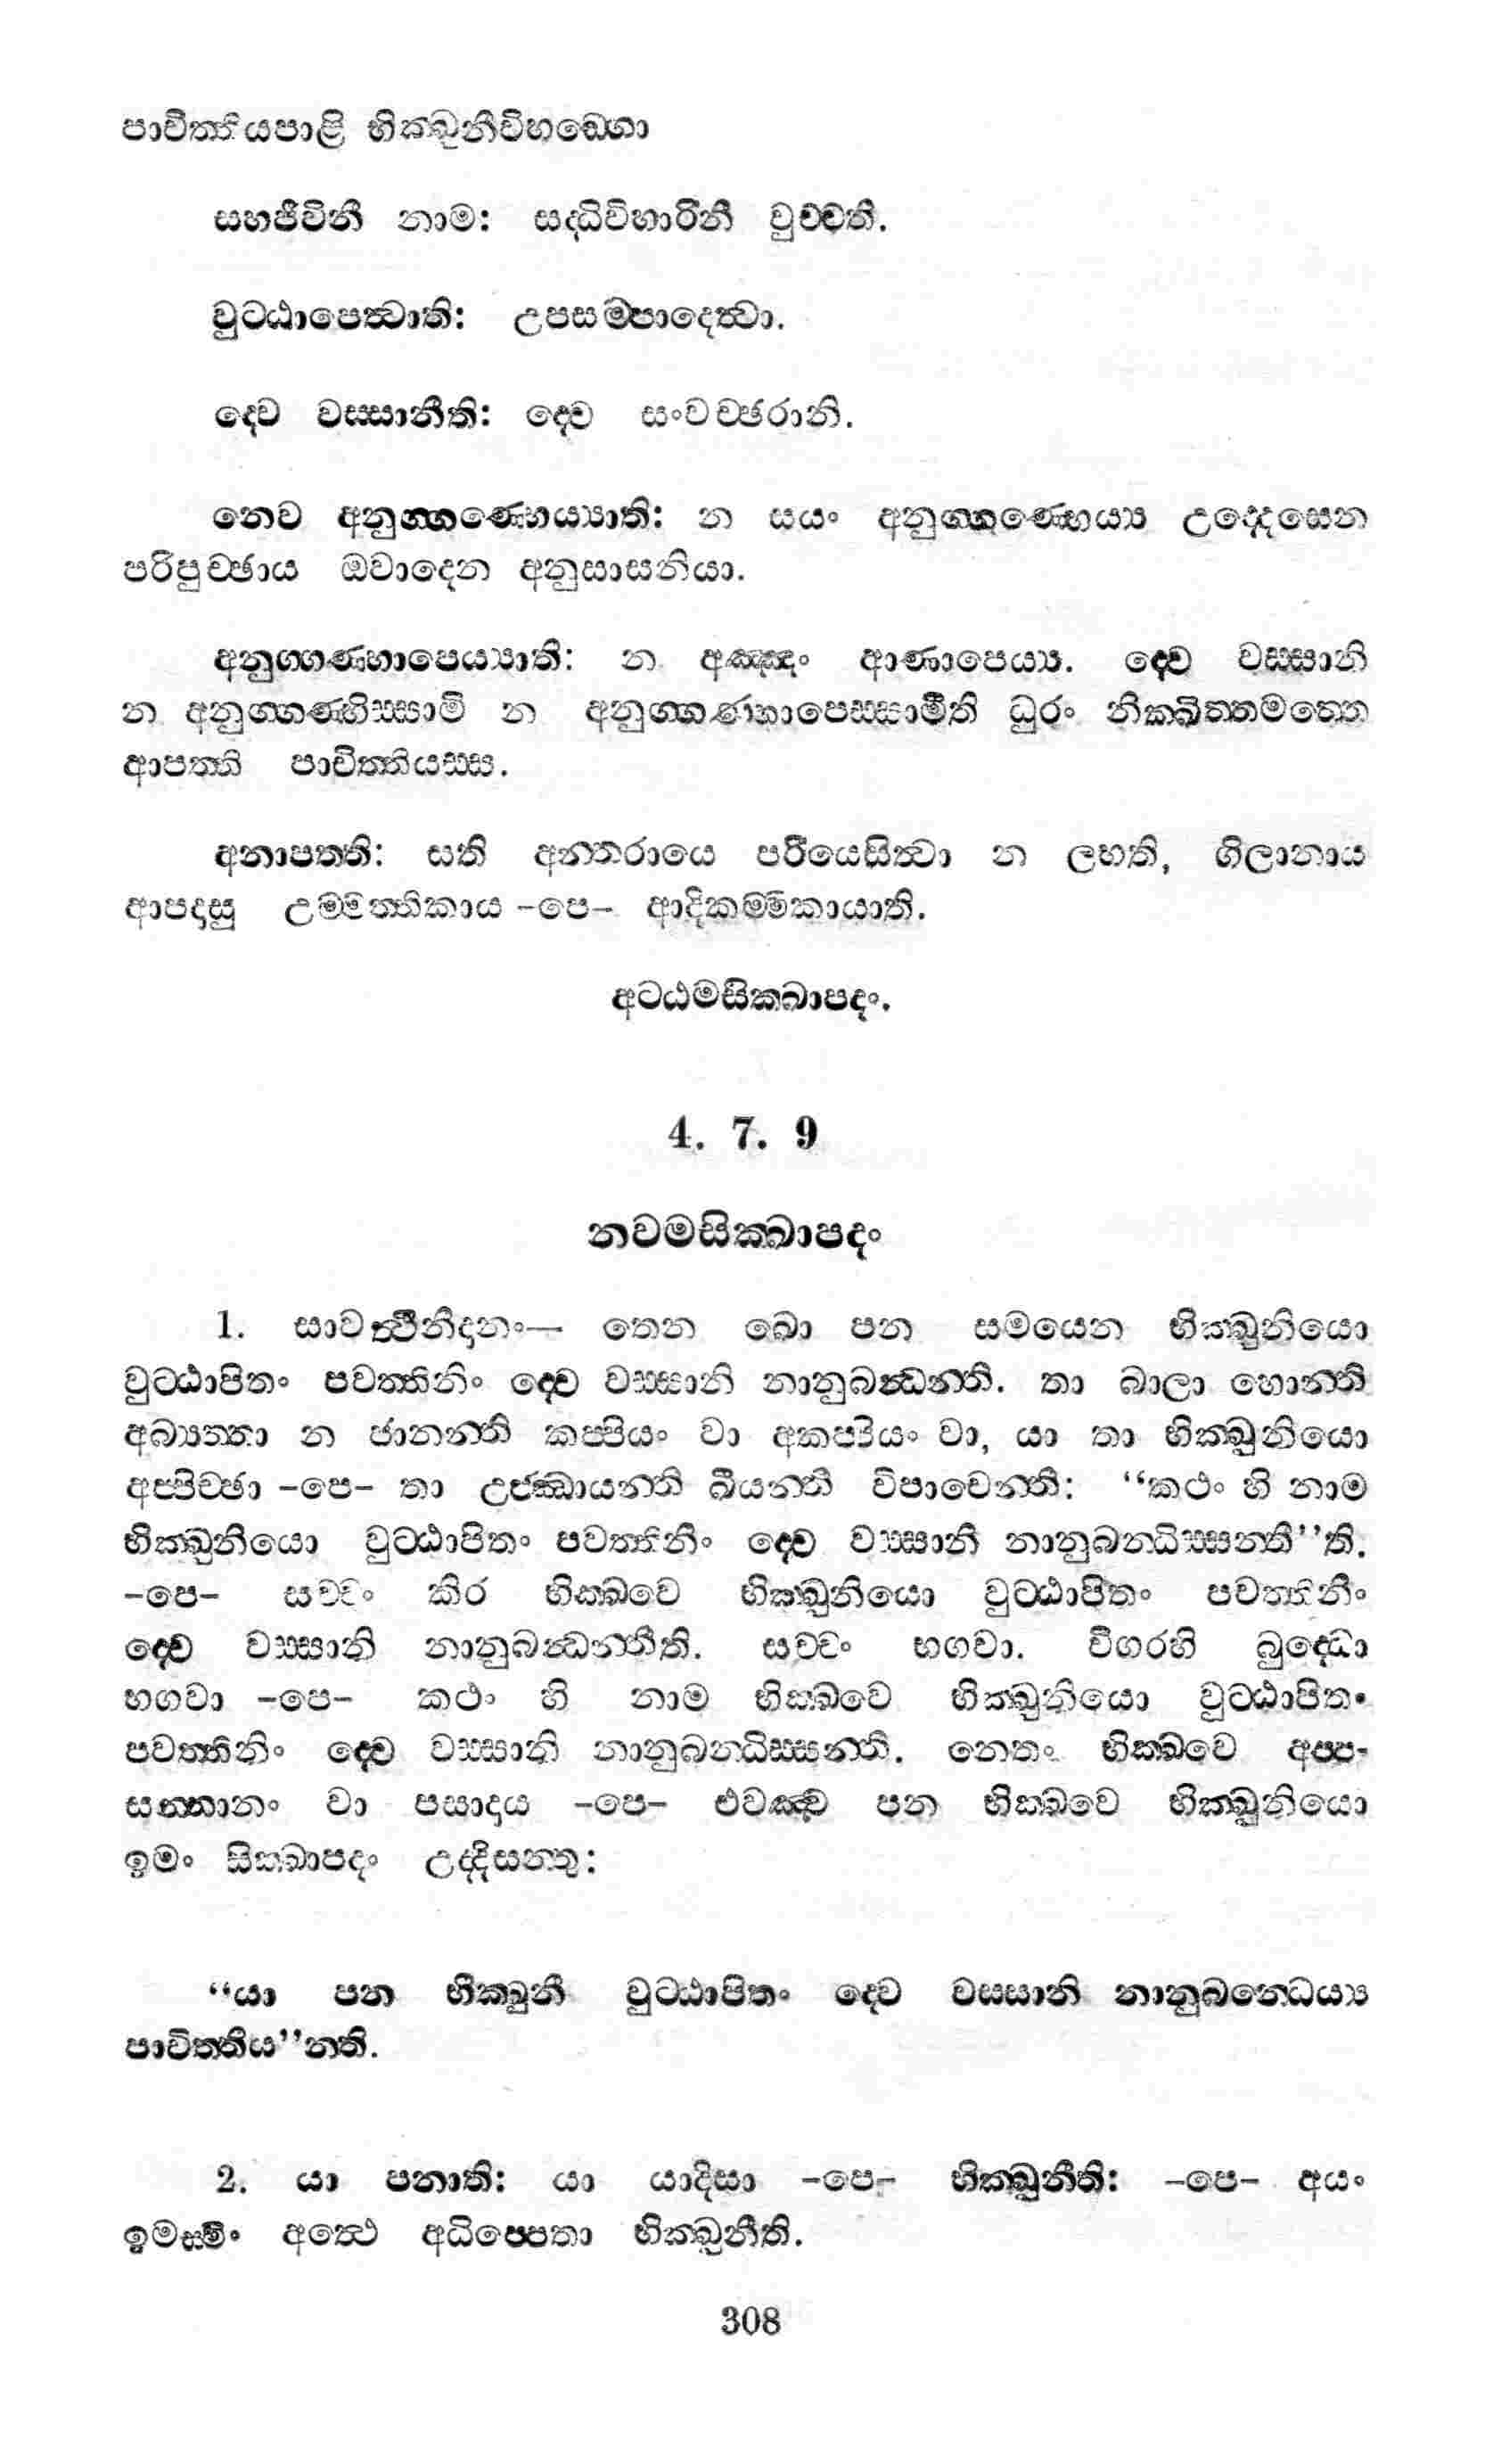 පාචිත්තියපාළි භික්ඛුනීවිභඞ්ගො
සහජීවිනී නාම: සද්ධිවිහාරිනී වුච්චති.
වුට්ඨාපෙත්වාති: උපසම්පාදෙත්වා.
ද්වෙ වස්සානීති: ද්වෙ සංවච්ඡරානි.
නෙව අනුග්ගණ්හෙය්‍යාති: න සයං අනුග්ගණ්හෙය්‍ය උද්දෙසෙන
පරිපුච්ඡාය ඔවාදෙන අනුසාසනියා.
අනුග්ගණ්හාපෙය්‍යාති: න අඤ්ඤං ආණාපෙය්‍ය. ද්වෙ වස්සානි
න අනුග්ගණ්හිස්සාමි න අනුග්ගණ්හාපෙස්සාමීති ධුරං නික්ඛිත්තමත්තෙ
ආපත්ති පාචිත්තියස්ස.
අනාපත්ති: සති අන්තරායෙ පරියෙසිත්වා න ලභති, ගිලානාය
ආපදාසු උම්මත්තිකාය -පෙ- ආදිකම්මිකායාති.
අට්ඨමසික්ඛාපදං.
4. 7. 9
නවමසික්ඛාපදං
1. සාවත්ථිනිදානං— තෙන ඛො පන සමයෙන භික්ඛුනියො
වුට්ඨාපිතං පවත්තිනිං ද්වෙ වස්සානි නානුබන්ධන්ති. තා බාලා හොන්ති
අබ්‍යත්තා න ජානන්ති කප්පියං වා අකප්පියං වා, යා තා භික්ඛුනියො
අප්පිච්ඡා -පෙ- තා උජ්ඣායන්ති ඛීයන්ති විපාචෙන්ති: “කථං හි නාම
භික්ඛුනියො වුට්ඨාපිතං පවත්තිනිං ද්වෙ වස්සානි නානුබන්ධිස්සන්තී”ති.
-පෙ- සච්චං කිර භික්ඛවෙ භික්ඛුනියො වුට්ඨාපිතං පවත්තිනිං
ද්වෙ වස්සානි නානුබන්ධන්තීති. සච්චං භගවා. විගරහි බුද්ධො
භගවා -පෙ- කථං හි නාම භික්ඛවෙ භික්ඛුනියො වුට්ඨාපිතං
පවත්තිනිං ද්වෙ වස්සානි නානුබන්ධිස්සන්ති. නෙතං භික්ඛවෙ අප්ප-
සන්නානං වා පසාදාය -පෙ- එවඤ්ච පන භික්ඛවෙ භික්ඛුනියො
ඉමං සික්ඛාපදං උද්දිසන්තු:
“යා පන භික්ඛුනී වුට්ඨාපිතං ද්වෙ වස්සානි නානුබන්ධෙය්‍ය
පාචිත්තිය”න්ති.
2. යා පනාති: යා යාදිසා -පෙ- භික්ඛුනීති: -පෙ- අයං
ඉමස්මිං අත්ථෙ අධිප්පෙතා භික්ඛුනීති.
308